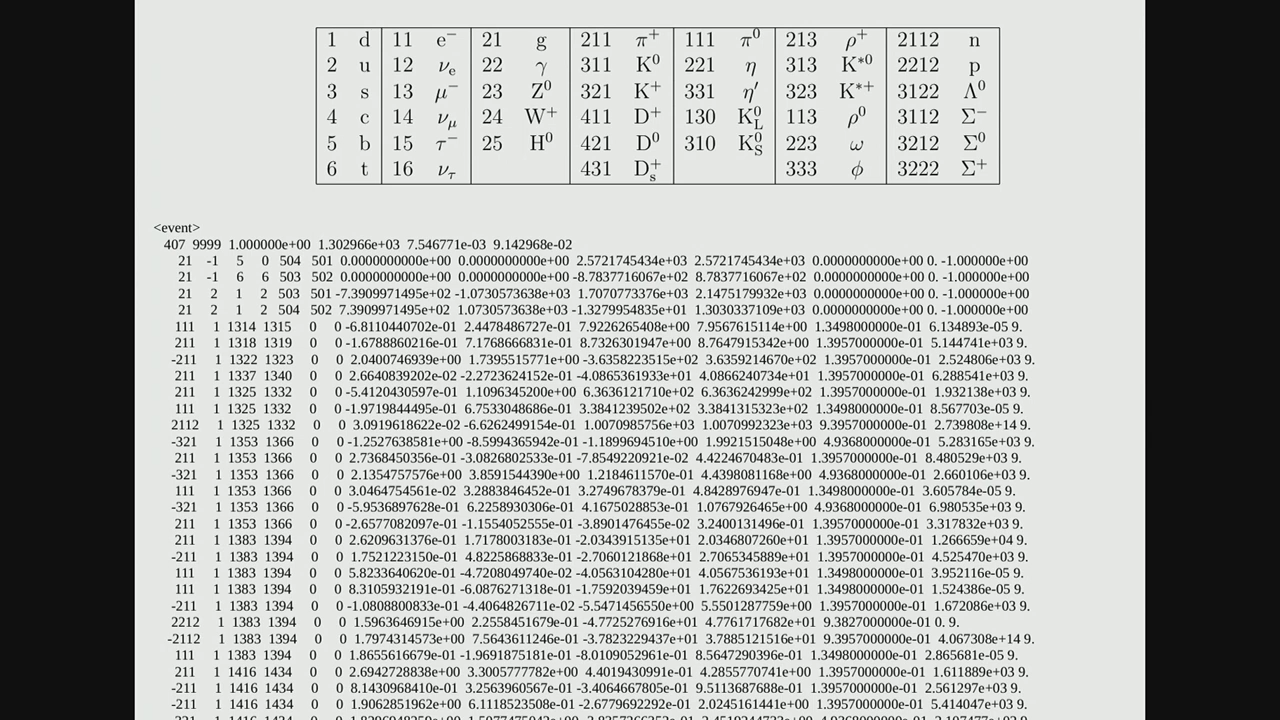 1 d 11 e⁻ 21 g 211 π⁺ 111 π⁰ 213 ρ⁺ 2112 n
2 u 12 νₑ 22 γ 311 K⁰ 221 η 313 K*⁰ 2212 p
3 s 13 μ⁻ 23 Z⁰ 321 K⁺ 331 η′ 323 K*⁺ 3122 Λ⁰
4 c 14 ν_μ 24 W⁺ 411 D⁺ 130 K⁰_L 113 ρ⁰ 3112 Σ⁻
5 b 15 τ⁻ 25 H⁰ 421 D⁰ 310 K⁰_S 223 ω 3212 Σ⁰
6 t 16 ν_τ 431 D⁺_s 333 ϕ 3222 Σ⁺
<event>
407 9999 1.000000e+00 1.302966e+03 7.546771e-03 9.142968e-02
21 -1 5 0 504 501 0.0000000000e+00 0.0000000000e+00 2.5721745434e+03 2.5721745434e+03 0.0000000000e+00 0. -1.000000e+00
21 -1 6 6 503 502 0.0000000000e+00 0.0000000000e+00 -8.7837716067e+02 8.7837716067e+02 0.0000000000e+00 0. -1.000000e+00
21 2 1 2 503 501 -7.3909971495e+02 -1.0730573638e+03 1.7070773376e+03 2.1475179932e+03 0.0000000000e+00 0. -1.000000e+00
21 2 1 2 504 502 7.3909971495e+02 1.0730573638e+03 -1.3279954835e+01 1.3030337109e+03 0.0000000000e+00 0. -1.000000e+00
111 1 1314 1315 0 0 -6.8110440702e-01 2.4478486727e-01 7.9226265408e+00 7.9567615114e+00 1.3498000000e-01 6.134893e-05 9.
211 1 1318 1319 0 0 -1.6788860216e-01 7.1768666831e-01 8.7326301947e+00 8.7647915342e+00 1.3957000000e-01 5.144741e+03 9.
-211 1 1322 1323 0 0 2.0400746939e+00 1.7395515771e+00 -3.6358223515e+02 3.6359214670e+02 1.3957000000e-01 2.524806e+03 9.
211 1 1337 1340 0 0 2.6640839202e-02 -2.2723624152e-01 -4.0865361933e+01 4.0866240734e+01 1.3957000000e-01 6.288541e+03 9.
211 1 1325 1332 0 0 -5.4120430597e-01 1.1096345200e+00 6.3636121710e+02 6.3636242999e+02 1.3957000000e-01 1.932138e+03 9.
111 1 1325 1332 0 0 -1.9719844495e-01 6.7533048686e-01 3.3841239502e+02 3.3841315323e+02 1.3498000000e-01 8.567703e-05 9.
2112 1 1325 1332 0 0 3.0919618622e-02 -6.6262499154e-01 1.0070985756e+03 1.0070992323e+03 9.3957000000e-01 2.739808e+14 9.
-321 1 1353 1366 0 0 -1.2527638581e+00 -8.5994365942e-01 -1.1899694510e+00 1.9921515048e+00 4.9368000000e-01 5.283165e+03 9.
211 1 1353 1366 0 0 2.7368450356e-01 -3.0826802533e-01 -7.8549220921e-02 4.4224670483e-01 1.3957000000e-01 8.480529e+03 9.
-321 1 1353 1366 0 0 2.1354757576e+00 3.8591544390e+00 1.2184611570e-01 4.4398081168e+00 4.9368000000e-01 2.660106e+03 9.
111 1 1353 1366 0 0 3.0464754561e-02 3.2883846452e-01 3.2749678379e-01 4.8428976947e-01 1.3498000000e-01 3.605784e-05 9.
-321 1 1353 1366 0 0 -5.9536897628e-01 6.2258930306e-01 4.1675028853e-01 1.0767926465e+00 4.9368000000e-01 6.980535e+03 9.
211 1 1353 1366 0 0 -2.6577082097e-01 -1.1554052555e-01 -3.8901476455e-02 3.2400131496e-01 1.3957000000e-01 3.317832e+03 9.
211 1 1383 1394 0 0 2.6209631376e-01 1.7178003183e-01 -2.0343915135e+01 2.0346807260e+01 1.3957000000e-01 1.266659e+04 9.
-211 1 1383 1394 0 0 1.7521223150e-01 4.8225868833e-01 -2.7060121868e+01 2.7065345889e+01 1.3957000000e-01 4.525470e+03 9.
111 1 1383 1394 0 0 5.8233640620e-01 -4.7208049740e-02 -4.0563104280e+01 4.0567536193e+01 1.3498000000e-01 3.952116e-05 9.
111 1 1383 1394 0 0 8.3105932191e-01 -6.0876271318e-01 -1.7592039459e+01 1.7622693425e+01 1.3498000000e-01 1.524386e-05 9.
-211 1 1383 1394 0 0 -1.0808800833e-01 -4.4064826711e-02 -5.5471456550e+00 5.5501287759e+00 1.3957000000e-01 1.672086e+03 9.
2212 1 1383 1394 0 0 1.5963646915e-01 2.2558451679e-01 -4.7725276916e+01 4.7761717682e+01 9.3827000000e-01 0. 9.
-2112 1 1383 1394 0 0 1.7974314573e+00 7.5643611246e-01 -3.7823229437e+01 3.7885121516e+01 9.3957000000e-01 4.067308e+14 9.
111 1 1383 1394 0 0 1.8655616679e-01 -1.9691875181e-01 -8.0109052961e-01 8.5647290396e-01 1.3498000000e-01 2.865681e-05 9.
211 1 1416 1434 0 0 2.6942728838e+00 3.3005777782e+00 4.4019430991e-01 4.2855770741e+00 1.3957000000e-01 1.611889e+03 9.
-211 1 1416 1434 0 0 8.1430968410e-01 3.2563960567e-01 -3.4064667805e-01 9.5113687688e-01 1.3957000000e-01 2.561297e+03 9.
-211 1 1416 1434 0 0 1.9062851962e+00 6.1118523508e-01 -2.6779692292e-01 2.0245161441e+00 1.3957000000e-01 5.414047e+03 9.